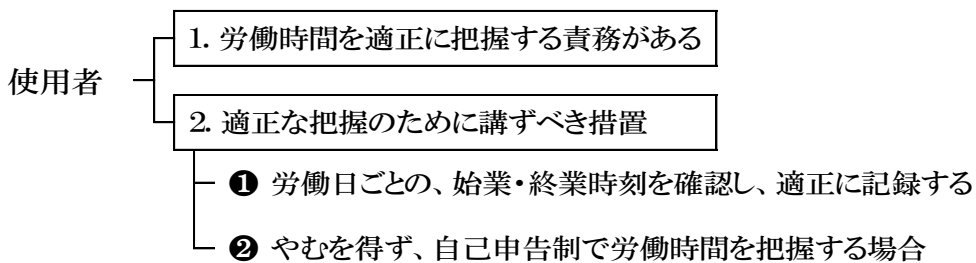 1. 労働時間を適正に把握する責務がある
使用者
2. 適正な把握のために講ずべき措置
❶ 労働日ごとの、始業・終業時刻を確認し、適正に記録する
❷ やむを得ず、自己申告制で労働時間を把握する場合